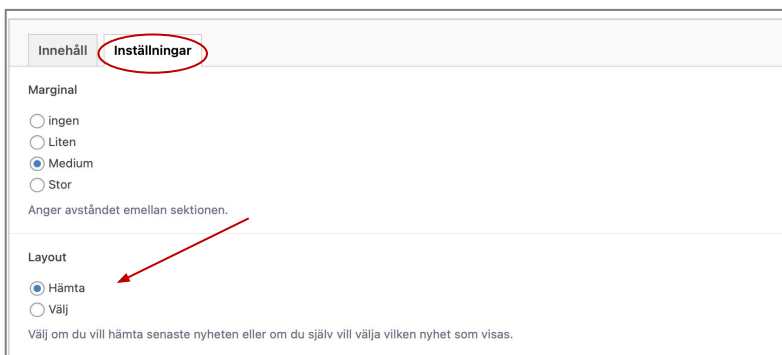 Innehåll Inställningar
Marginal
ingen
Liten
Medium
Stor
Anger avståndet emellan sektionen.
Layout
Hämta
Välj
Välj om du vill hämta senaste nyheten eller om du själv vill välja vilken nyhet som visas.